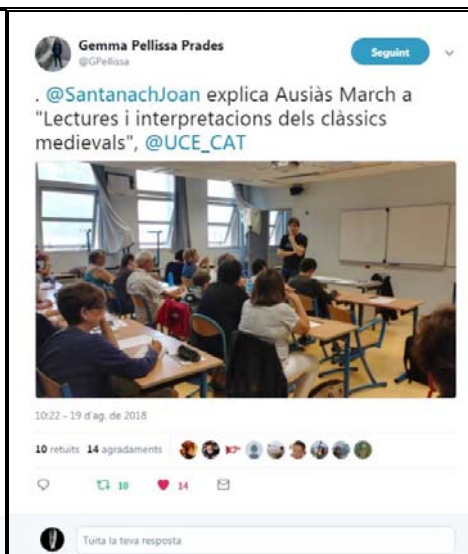 Gemma Pellissa Prades
@GPellissa
Seguint
. @SantanachJoan explica Ausiàs March a
"Lectures i interpretacions dels clàssics
medievals", @UCE_CAT
10:22 - 19 d'ag. de 2018
10 retuits 14 agradaments
10 14
Tuita la teva resposta